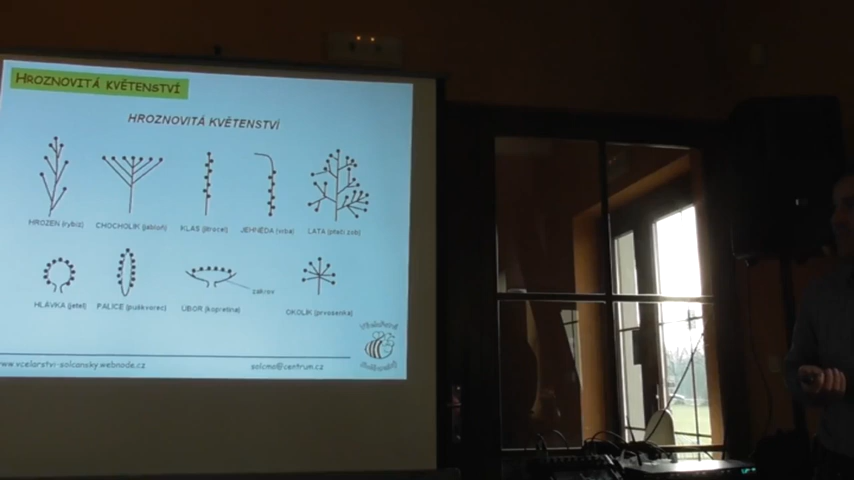 HROZNOVITÁ KVĚTENSTVÍ
HROZNOVITÁ KVĚTENSTVÍ
HROZEN (rybíz) CHOCHOLÍK (jabloň) KLAS (jitrocel) JEHNĚDA (vrba) LATA (ptačí zob)
zákrov
HLÁVKA (jetel) PALICE (puškvorec) ÚBOR (kopretina) OKOLÍK (prvosenka)
www.vcelarstvi-solcansky.webnode.cz solcmo@centrum.cz